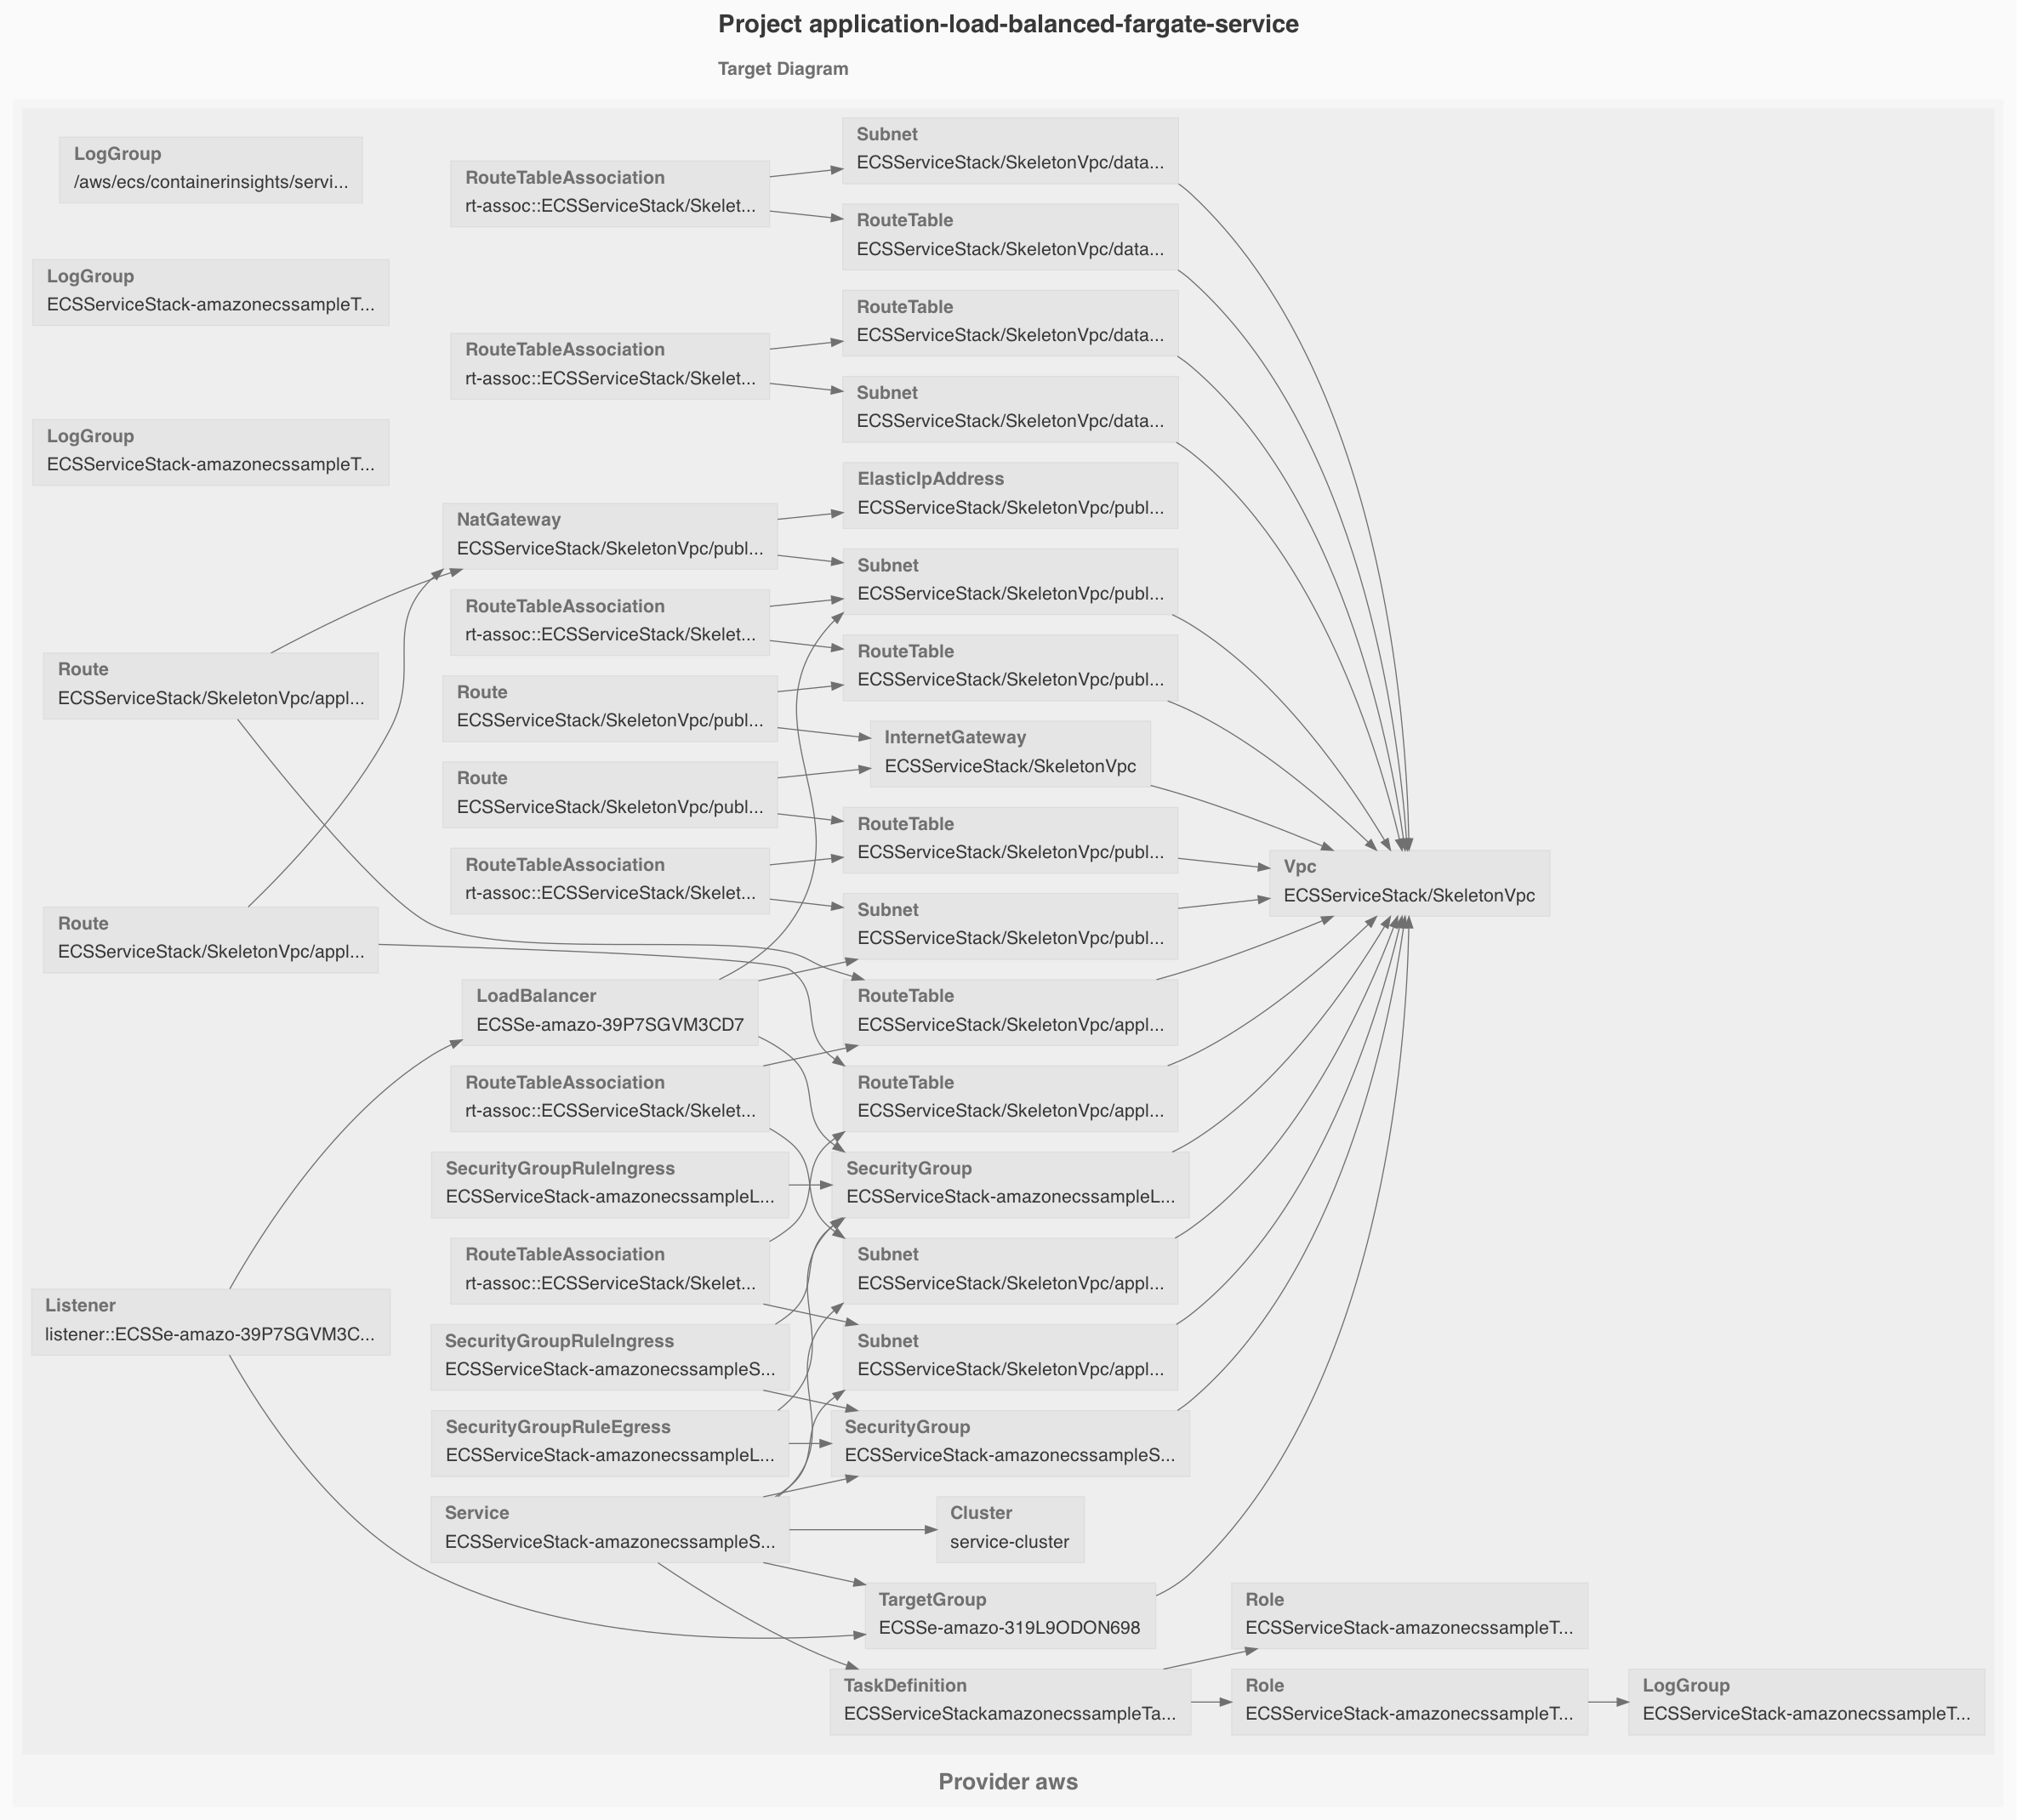 Project application-load-balanced-fargate-service
Target Diagram
LogGroup
/aws/ecs/containerinsights/servi...
LogGroup
ECSServiceStack-amazonecssampleT...
LogGroup
ECSServiceStack-amazonecssampleT...
Route
ECSServiceStack/SkeletonVpc/appl...
Route
ECSServiceStack/SkeletonVpc/appl...
Listener
listener::ECSSe-amazo-39P7SGVM3C...
RouteTableAssociation
rt-assoc::ECSServiceStack/Skelet...
RouteTableAssociation
rt-assoc::ECSServiceStack/Skelet...
NatGateway
ECSServiceStack/SkeletonVpc/publ...
RouteTableAssociation
rt-assoc::ECSServiceStack/Skelet...
Route
ECSServiceStack/SkeletonVpc/publ...
Route
ECSServiceStack/SkeletonVpc/publ...
RouteTableAssociation
rt-assoc::ECSServiceStack/Skelet...
LoadBalancer
ECSSe-amazo-39P7SGVM3CD7
RouteTableAssociation
rt-assoc::ECSServiceStack/Skelet...
SecurityGroupRuleIngress
ECSServiceStack-amazonecssampleL...
RouteTableAssociation
rt-assoc::ECSServiceStack/Skelet...
SecurityGroupRuleIngress
ECSServiceStack-amazonecssampleS...
SecurityGroupRuleEgress
ECSServiceStack-amazonecssampleL...
Service
ECSServiceStack-amazonecssampleS...
Subnet
ECSServiceStack/SkeletonVpc/data...
RouteTable
ECSServiceStack/SkeletonVpc/data...
RouteTable
ECSServiceStack/SkeletonVpc/data...
Subnet
ECSServiceStack/SkeletonVpc/data...
ElasticIpAddress
ECSServiceStack/SkeletonVpc/publ...
Subnet
ECSServiceStack/SkeletonVpc/publ...
RouteTable
ECSServiceStack/SkeletonVpc/publ...
InternetGateway
ECSServiceStack/SkeletonVpc
RouteTable
ECSServiceStack/SkeletonVpc/publ...
Subnet
ECSServiceStack/SkeletonVpc/publ...
RouteTable
ECSServiceStack/SkeletonVpc/appl...
RouteTable
ECSServiceStack/SkeletonVpc/appl...
SecurityGroup
ECSServiceStack-amazonecssampleL...
Subnet
ECSServiceStack/SkeletonVpc/appl...
Subnet
ECSServiceStack/SkeletonVpc/appl...
SecurityGroup
ECSServiceStack-amazonecssampleS...
Cluster
service-cluster
TargetGroup
ECSSe-amazo-319L9ODON698
TaskDefinition
ECSServiceStackamazonecssampleTa...
Vpc
ECSServiceStack/SkeletonVpc
Role
ECSServiceStack-amazonecssampleT...
Role
ECSServiceStack-amazonecssampleT...
LogGroup
ECSServiceStack-amazonecssampleT...
Provider aws